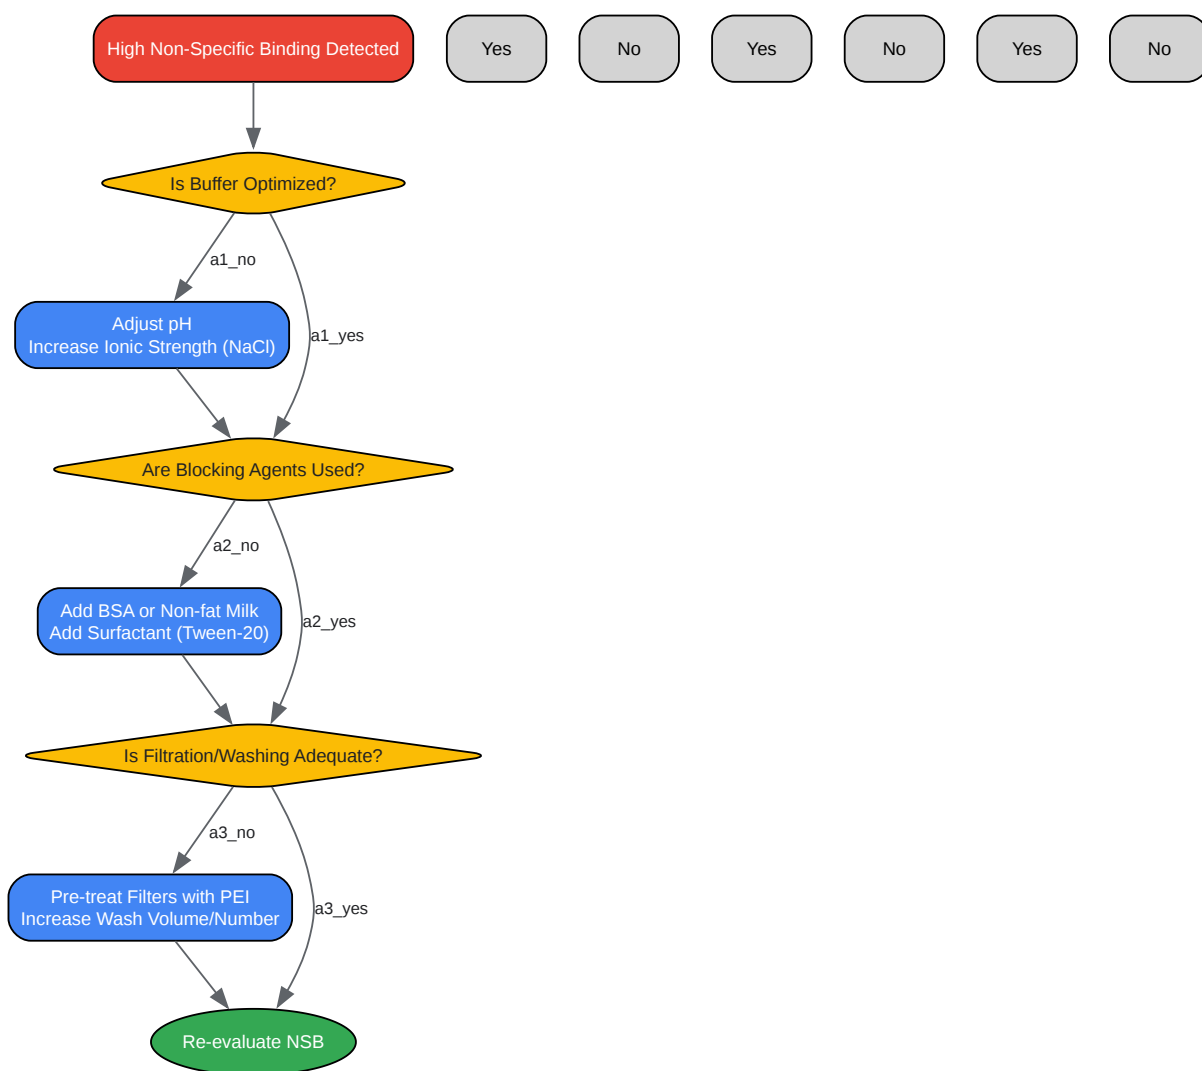 High Non-Specific Binding Detected
Yes
No
Yes
No
Yes
No
Is Buffer Optimized?
a1_no
Adjust pH
Increase Ionic Strength (NaCl)
a1_yes
Are Blocking Agents Used?
a2_no
Add BSA or Non-fat Milk
Add Surfactant (Tween-20)
a2_yes
Is Filtration/Washing Adequate?
a3_no
Pre-treat Filters with PEI
Increase Wash Volume/Number
a3_yes
Re-evaluate NSB